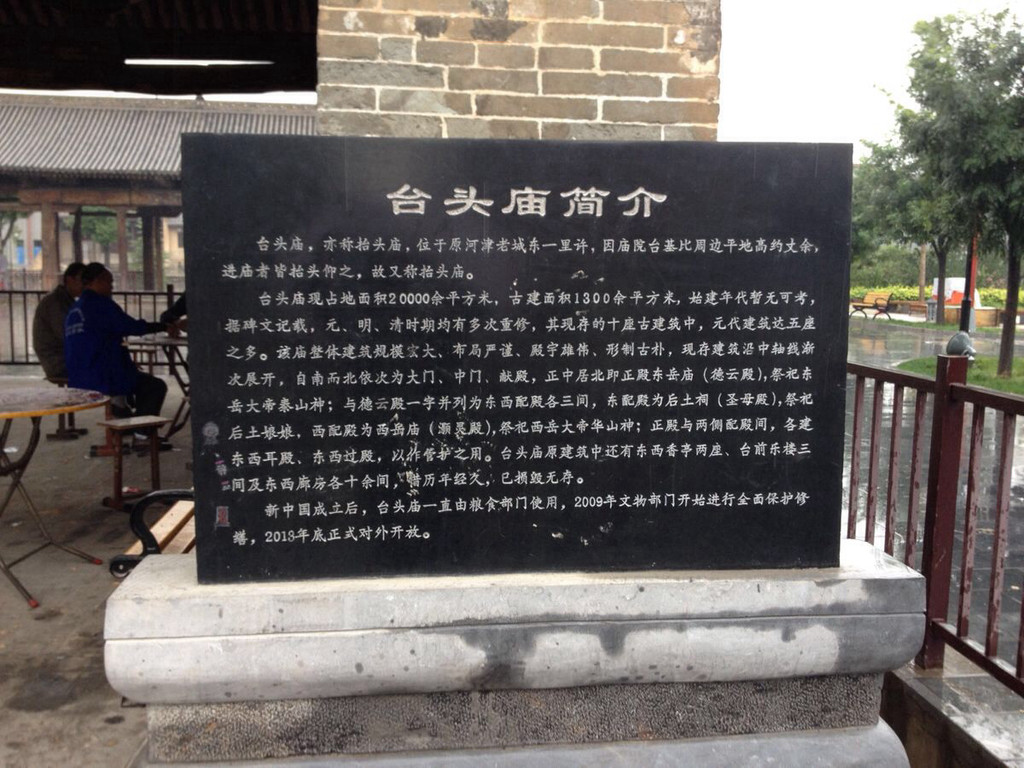 台头庙简介
台头庙，亦称抬头庙，位于原河津老城东一里许，因庙院台基比周边平地高约丈余，
进庙者皆抬头仰之，故又称抬头庙。
台头庙现占地面积20000余平方米，古建面积1300余平方米，始建年代暂无可考，
据碑文记载，元、明、清时期均有多次重修，其现存的十座古建筑中，元代建筑达五座
之多。该庙整体建筑规模宏大、布局严谨、殿宇雄伟、形制古朴，现存建筑沿中轴线渐
次展开，自南而北依次为大门、中门、献殿，正中居北即正殿东岳庙（德云殿），祭祀东
岳大帝泰山神；与德云殿一字并列为东西配殿各三间，东配殿为后土祠（圣母殿），祭祀
后土娘娘，西配殿为西岳庙（灏灵殿），祭祀西岳大帝华山神；正殿与两侧配殿间，各建
东西耳殿、东西过殿，以作管护之用。台头庙原建筑中还有东西香亭两座、台前乐楼三
间及东西廊房各十余间，惜历年经久，已损毁无存。
新中国成立后，台头庙一直由粮食部门使用，2009年文物部门开始进行全面保护修
缮，2013年底正式对外开放。